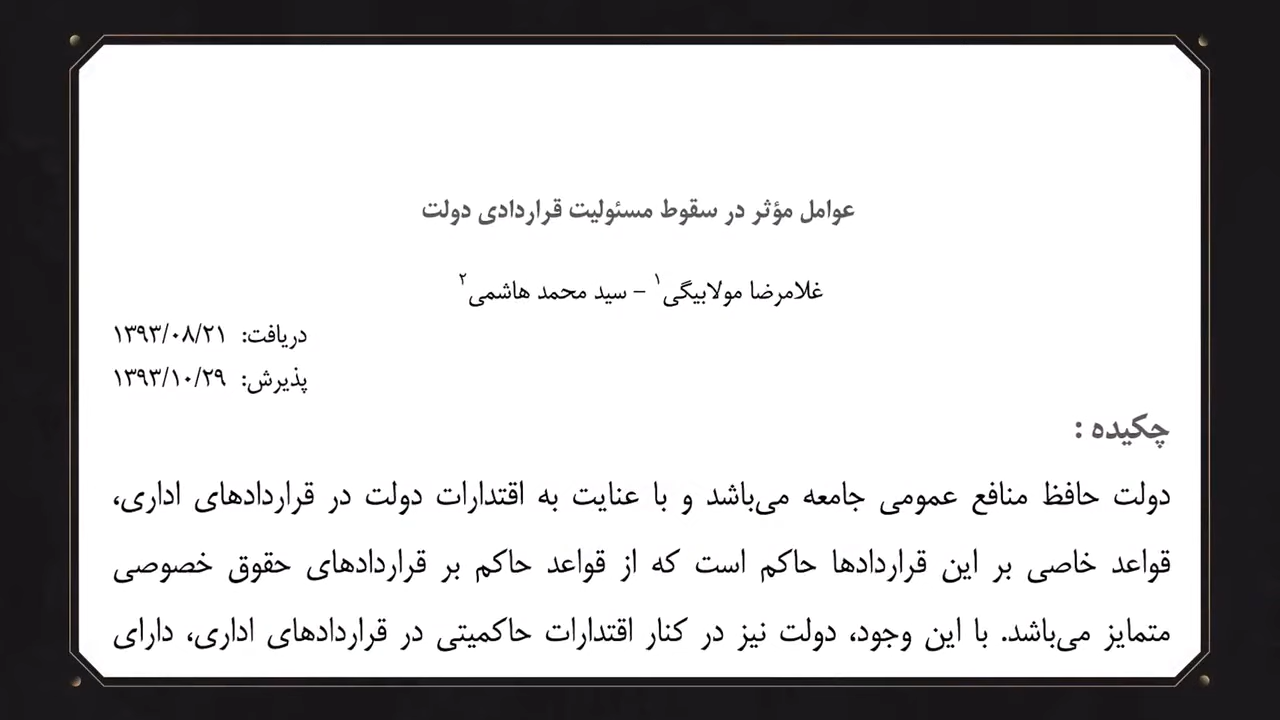 عوامل مؤثر در سقوط مسئولیت قراردادی دولت
غلامرضا مولابیگی۱ – سید محمد هاشمی۲
دریافت: ۱۳۹۳/۰۸/۲۱
پذیرش: ۱۳۹۳/۱۰/۲۹
چکیده :
دولت حافظ منافع عمومی جامعه می‌باشد و با عنایت به اقتدارات دولت در قراردادهای اداری،
قواعد خاصی بر این قراردادها حاکم است که از قواعد حاکم بر قراردادهای حقوق خصوصی
متمایز می‌باشد. با این وجود، دولت نیز در کنار اقتدارات حاکمیتی در قراردادهای اداری، دارای